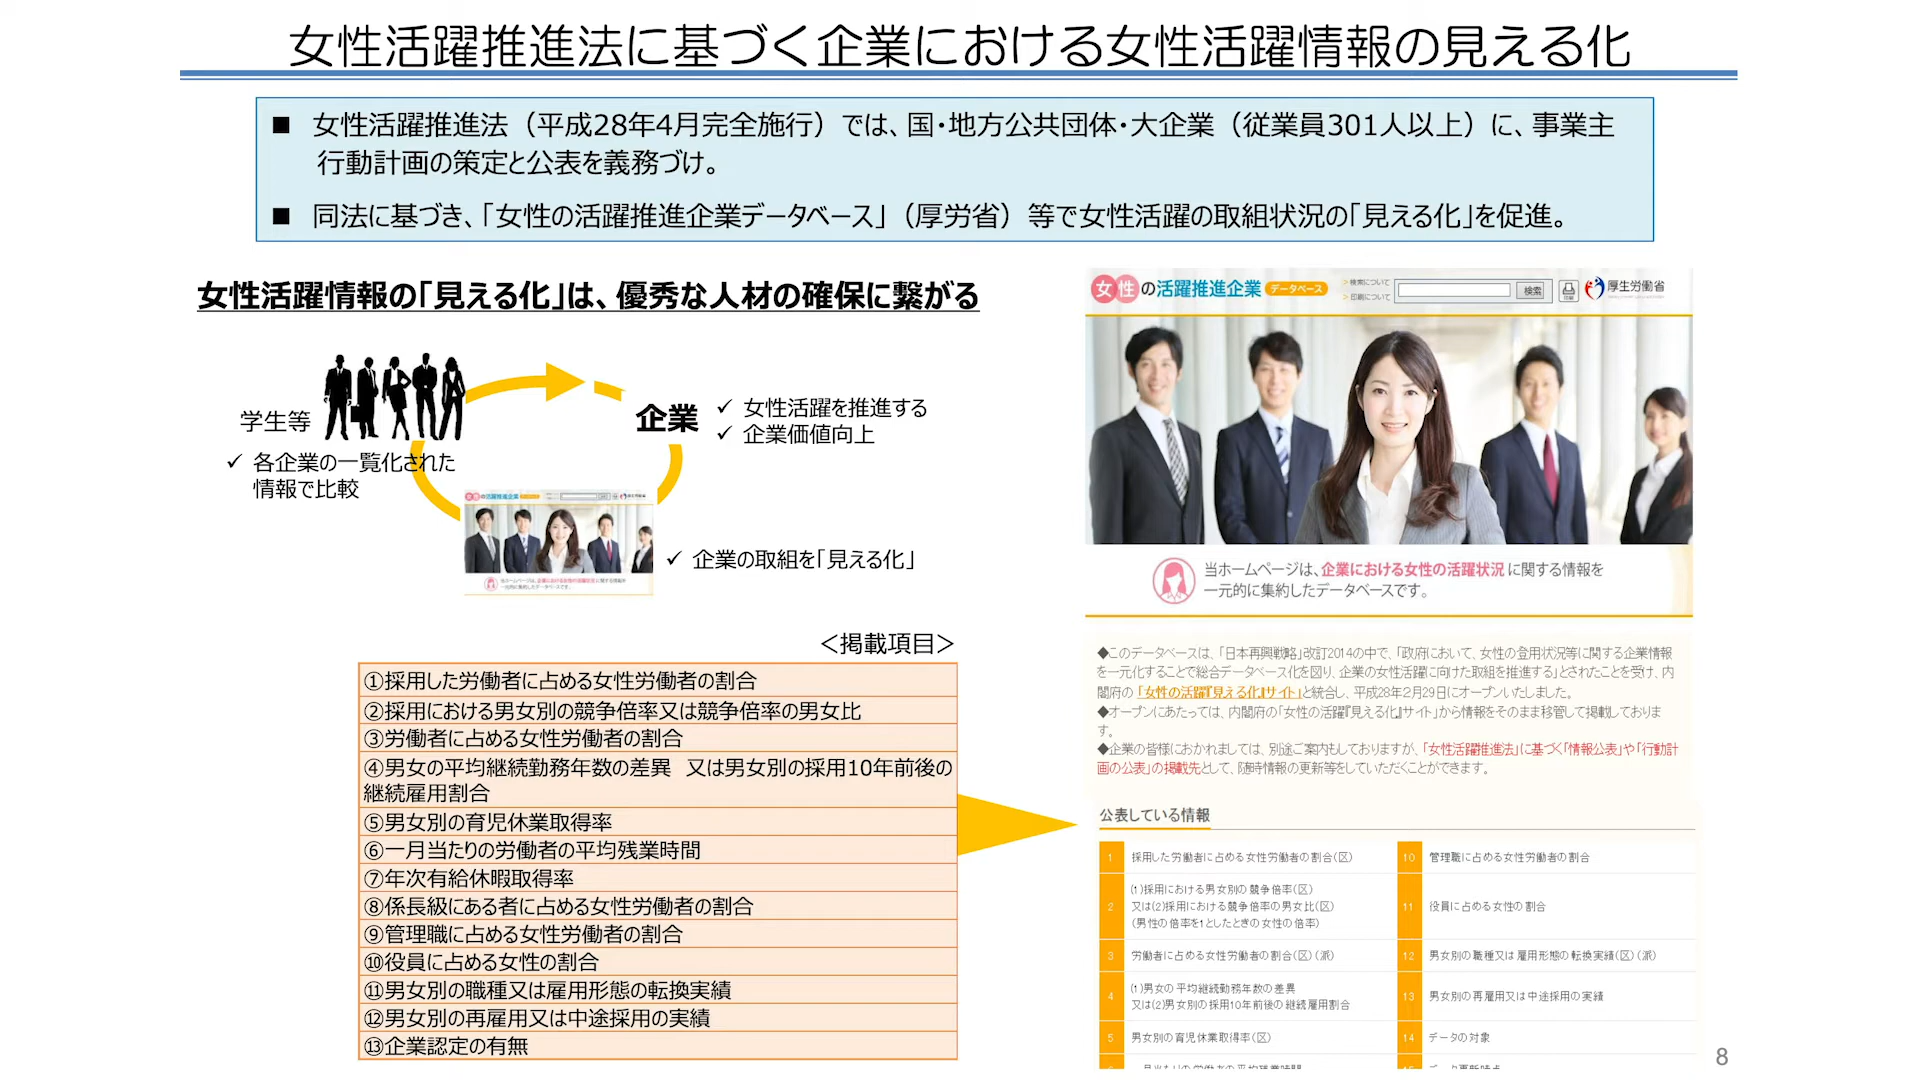 女性活躍推進法に基づく企業における女性活躍情報の見える化
■ 女性活躍推進法（平成28年4月完全施行）では、国・地方公共団体・大企業（従業員301人以上）に、事業主
行動計画の策定と公表を義務づけ。
■ 同法に基づき、「女性の活躍推進企業データベース」（厚労省）等で女性活躍の取組状況の「見える化」を促進。
女性活躍情報の「見える化」は、優秀な人材の確保に繋がる
学生等
✓ 各企業の一覧化された
情報で比較
企業
✓ 女性活躍を推進する
✓ 企業価値向上
✓ 企業の取組を「見える化」
＜掲載項目＞
①採用した労働者に占める女性労働者の割合
②採用における男女別の競争倍率又は競争倍率の男女比
③労働者に占める女性労働者の割合
④男女の平均継続勤務年数の差異　又は男女別の採用10年前後の
継続雇用割合
⑤男女別の育児休業取得率
⑥一月当たりの労働者の平均残業時間
⑦年次有給休暇取得率
⑧係長級にある者に占める女性労働者の割合
⑨管理職に占める女性労働者の割合
⑩役員に占める女性の割合
⑪男女別の職種又は雇用形態の転換実績
⑫男女別の再雇用又は中途採用の実績
⑬企業認定の有無
女性の活躍推進企業 データベース
>検索について
>印刷について
検索
印刷
厚生労働省
当ホームページは、企業における女性の活躍状況に関する情報を
一元的に集約したデータベースです。
◆このデータベースは、「日本再興戦略」改訂2014の中で、「政府において、女性の登用状況等に関する企業情報
を一元化することで総合データベース化を図り、企業の女性活躍に向けた取組を推進する」とされたことを受け、内
閣府の「女性の活躍『見える化』サイト」と統合し、平成28年2月29日にオープンいたしました。
◆オープンにあたっては、内閣府の「女性の活躍『見える化』サイト」から情報をそのまま移管して掲載しておりま
す。
◆企業の皆様におかれましては、別途ご案内もしておりますが、「女性活躍推進法」に基づく「情報公表」や「行動計
画の公表」の掲載先として、随時情報の更新等をしていただくことができます。
公表している情報
1 採用した労働者に占める女性労働者の割合(区)
2 (1)採用における男女別の競争倍率(区)
又は(2)採用における競争倍率の男女比(区)
(男性の倍率を1としたときの女性の倍率)
3 労働者に占める女性労働者の割合(区)(派)
4 (1)男女の平均継続勤務年数の差異
又は(2)男女別の採用10年前後の継続雇用割合
5 男女別の育児休業取得率(区)
10 管理職に占める女性労働者の割合
11 役員に占める女性の割合
12 男女別の職種又は雇用形態の転換実績(区)(派)
13 男女別の再雇用又は中途採用の実績
14 データの対象
8